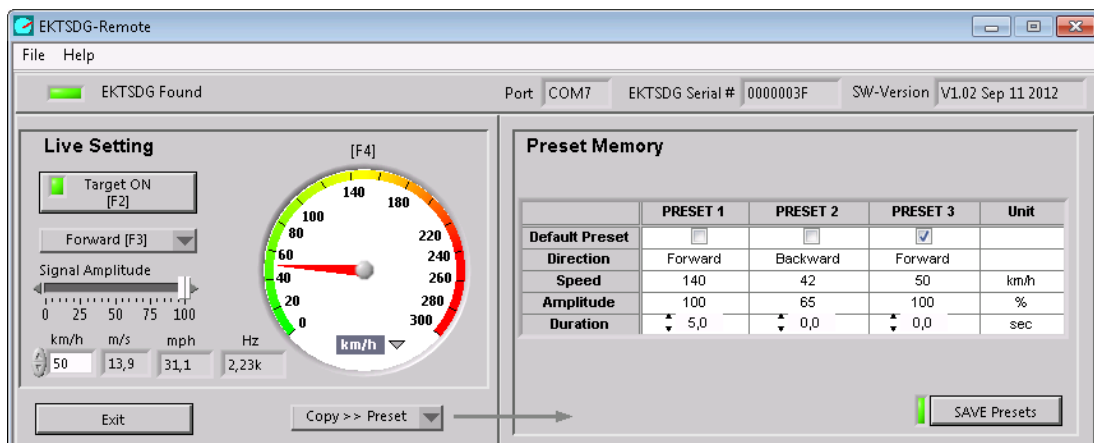 EKTSDG-Remote
File Help
EKTSDG Found Port COM7 EKTSDG Serial # 0000003F SW-Version V1.02 Sep 11 2012
Live Setting
Target ON
[F2]
Forward [F3]
Signal Amplitude
0 25 50 75 100
km/h m/s mph Hz
50 13,9 31,1 2,23k
[F4]
0 20 40 60 80 100 140 180 220 240 260 280 300
km/h
Exit
Copy >> Preset
Preset Memory
PRESET 1 PRESET 2 PRESET 3 Unit
Default Preset
Direction Forward Backward Forward
Speed 140 42 50 km/h
Amplitude 100 65 100 %
Duration 5,0 0,0 0,0 sec
SAVE Presets